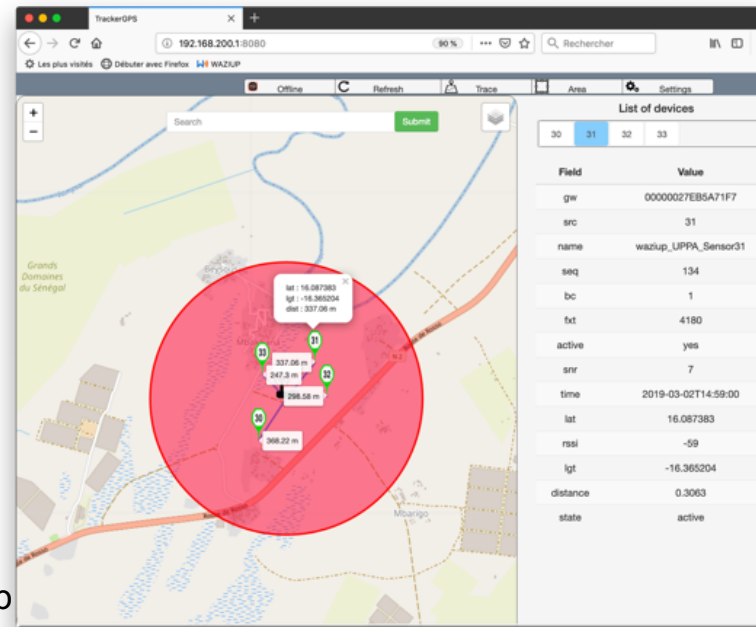 TrackerGPS
192.168.200.1:8080
90 %
Rechercher
Les plus visités
Débuter avec Firefox
WAZIUP
Offline
Refresh
Trace
Area
Settings
+
−
Search
Submit
List of devices
30 31 32 33
Field Value
gw 00000027EB5A71F7
src 31
name waziup_UPPA_Sensor31
seq 134
bc 1
fxt 4180
active yes
snr 7
time 2019-03-02T14:59:00
lat 16.087383
rssi -59
lgt -16.365204
distance 0.3063
state active
Grands
Domaines
du Sénégal
lat : 16.087383
lgt : -16.365204
dist : 337.06 m
31
33
337.06 m
247.3 m
32
298.58 m
30
368.22 m
N 2
Mbarigo